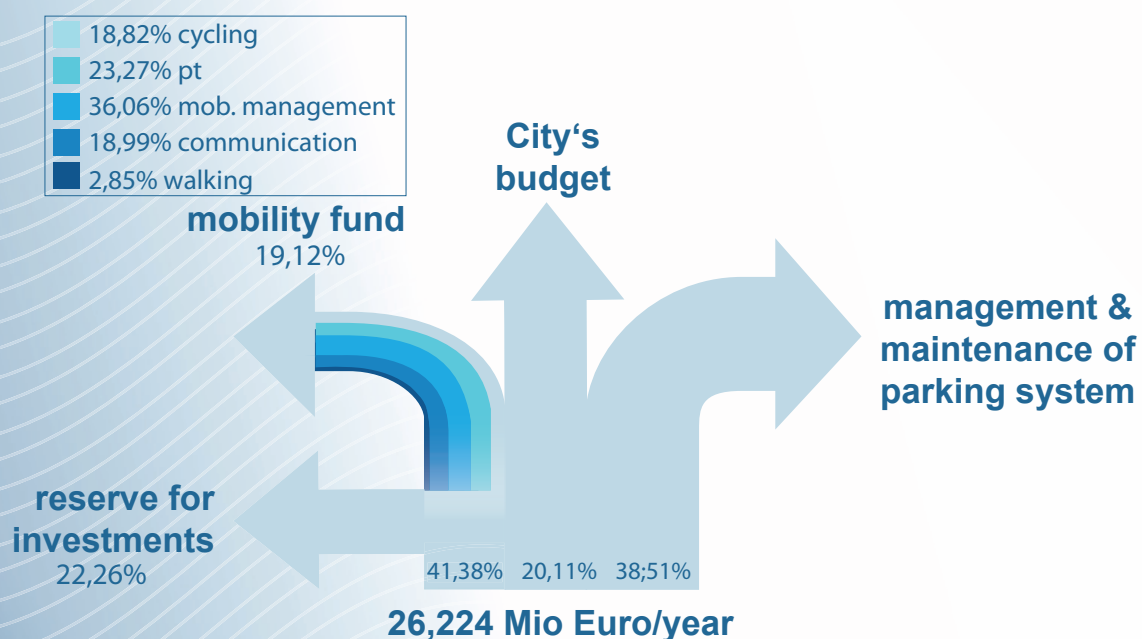 18,82% cycling
23,27% pt
36,06% mob. management
18,99% communication
2,85% walking
mobility fund
19,12%
City‘s
budget
management &
maintenance of
parking system
reserve for
investments
22,26%
41,38% 20,11% 38;51%
26,224 Mio Euro/year